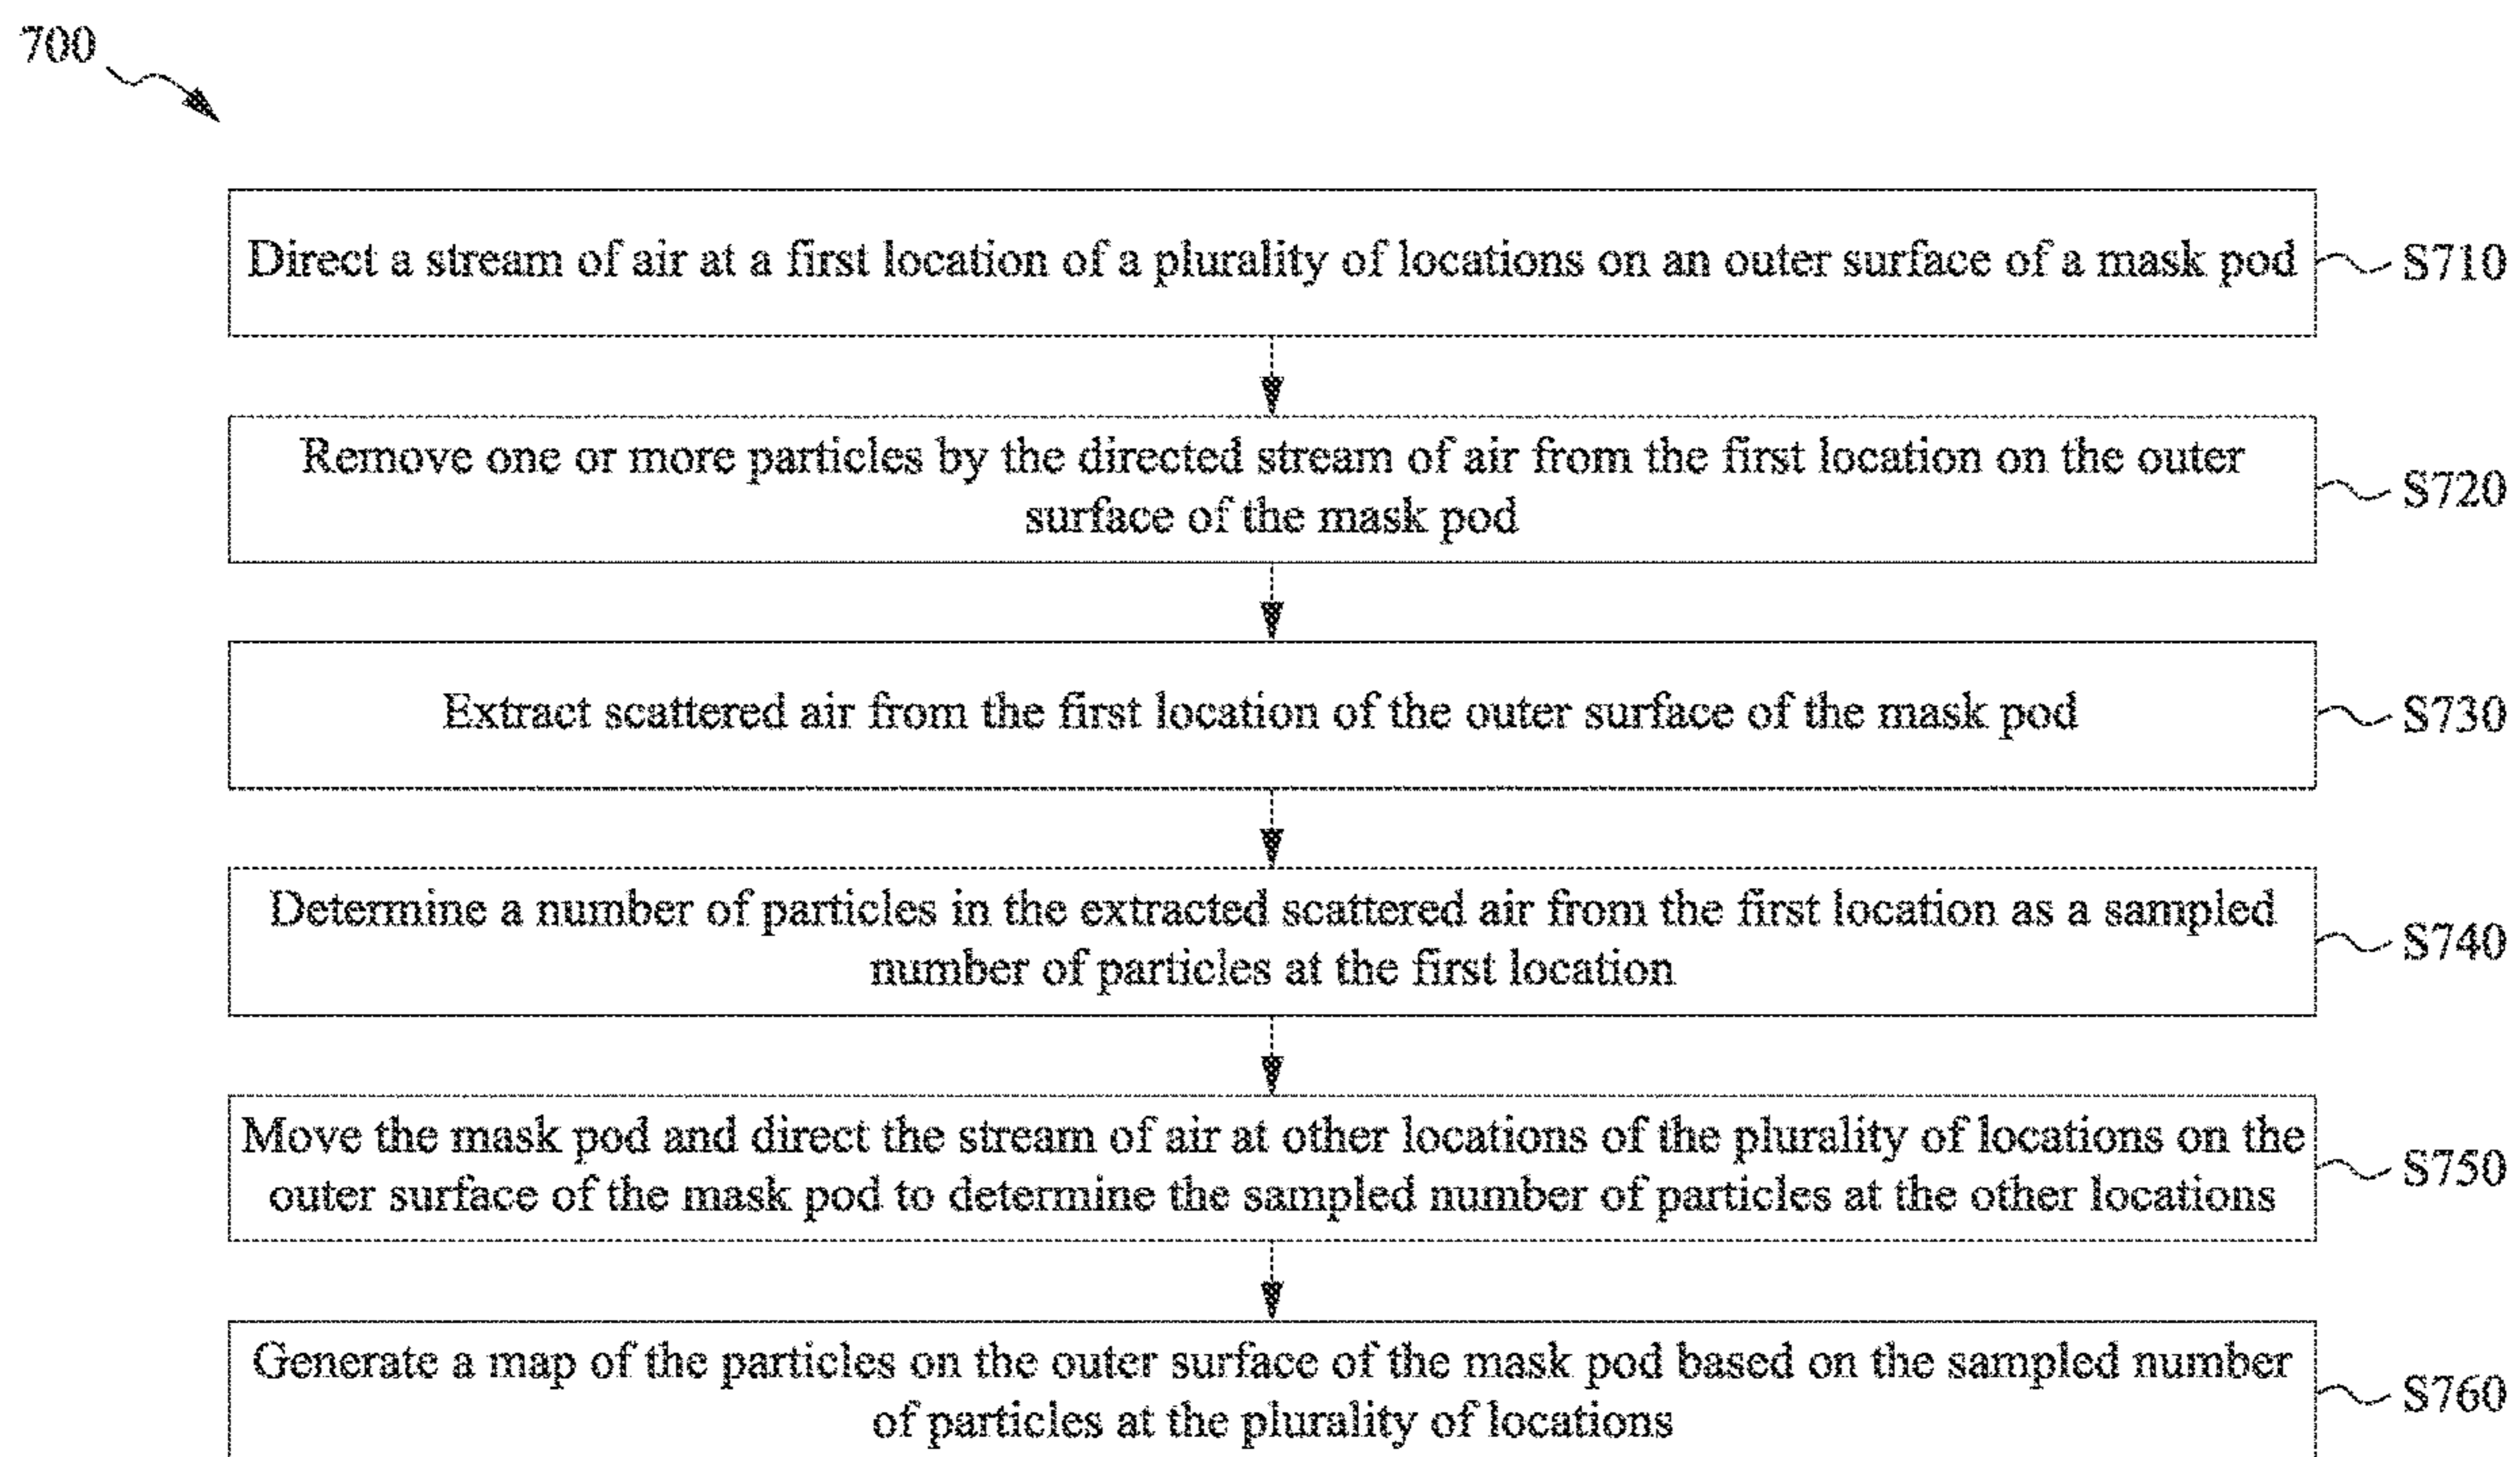 700
Direct a stream of air at a first location of a plurality of locations on an outer surface of a mask pod
S710
Remove one or more particles by the directed stream of air from the first location on the outer
surface of the mask pod
S720
Extract scattered air from the first location of the outer surface of the mask pod
S730
Determine a number of particles in the extracted scattered air from the first location as a sampled
number of particles at the first location
S740
Move the mask pod and direct the stream of air at other locations of the plurality of locations on the
outer surface of the mask pod to determine the sampled number of particles at the other locations
S750
Generate a map of the particles on the outer surface of the mask pod based on the sampled number
of particles at the plurality of locations
S760